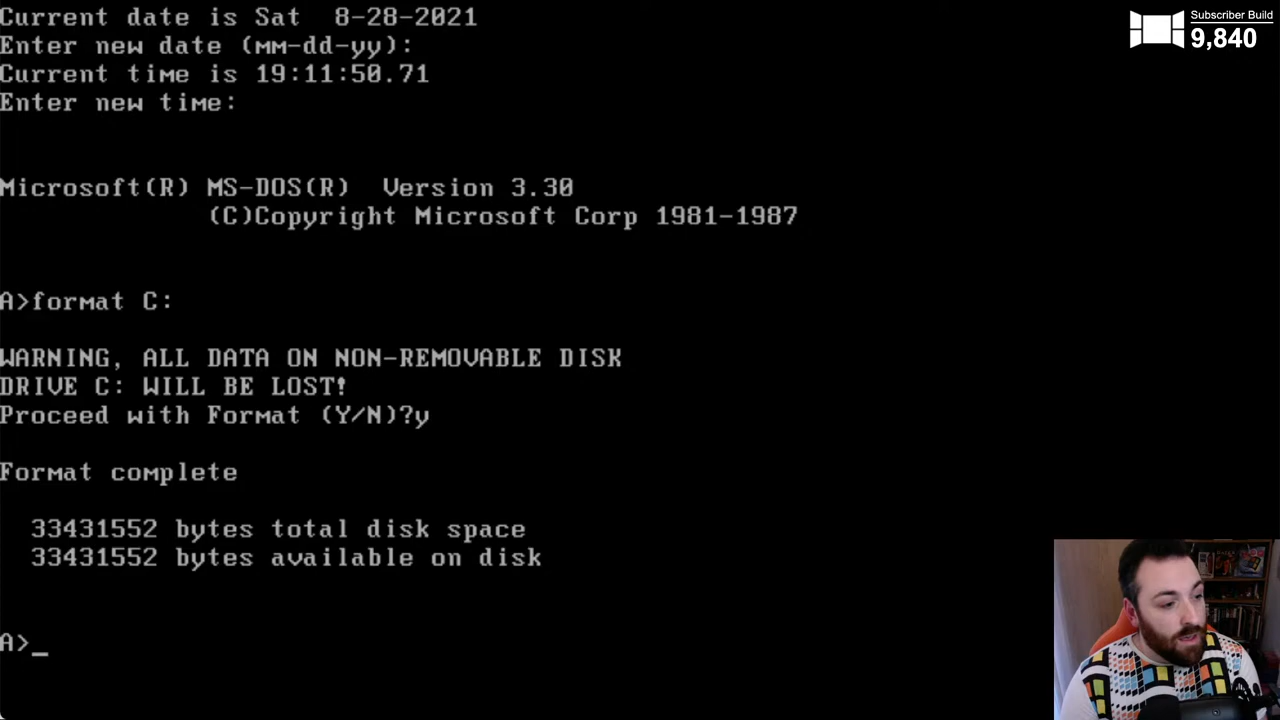 Current date is Sat  8-28-2021
Enter new date (mm-dd-yy):
Current time is 19:11:50.71
Enter new time:
Microsoft(R) MS-DOS(R)  Version 3.30
(C)Copyright Microsoft Corp 1981-1987
A>format C:
WARNING, ALL DATA ON NON-REMOVABLE DISK
DRIVE C: WILL BE LOST!
Proceed with Format (Y/N)?y
Format complete
33431552 bytes total disk space
33431552 bytes available on disk
A>_
Subscriber Build
9,840